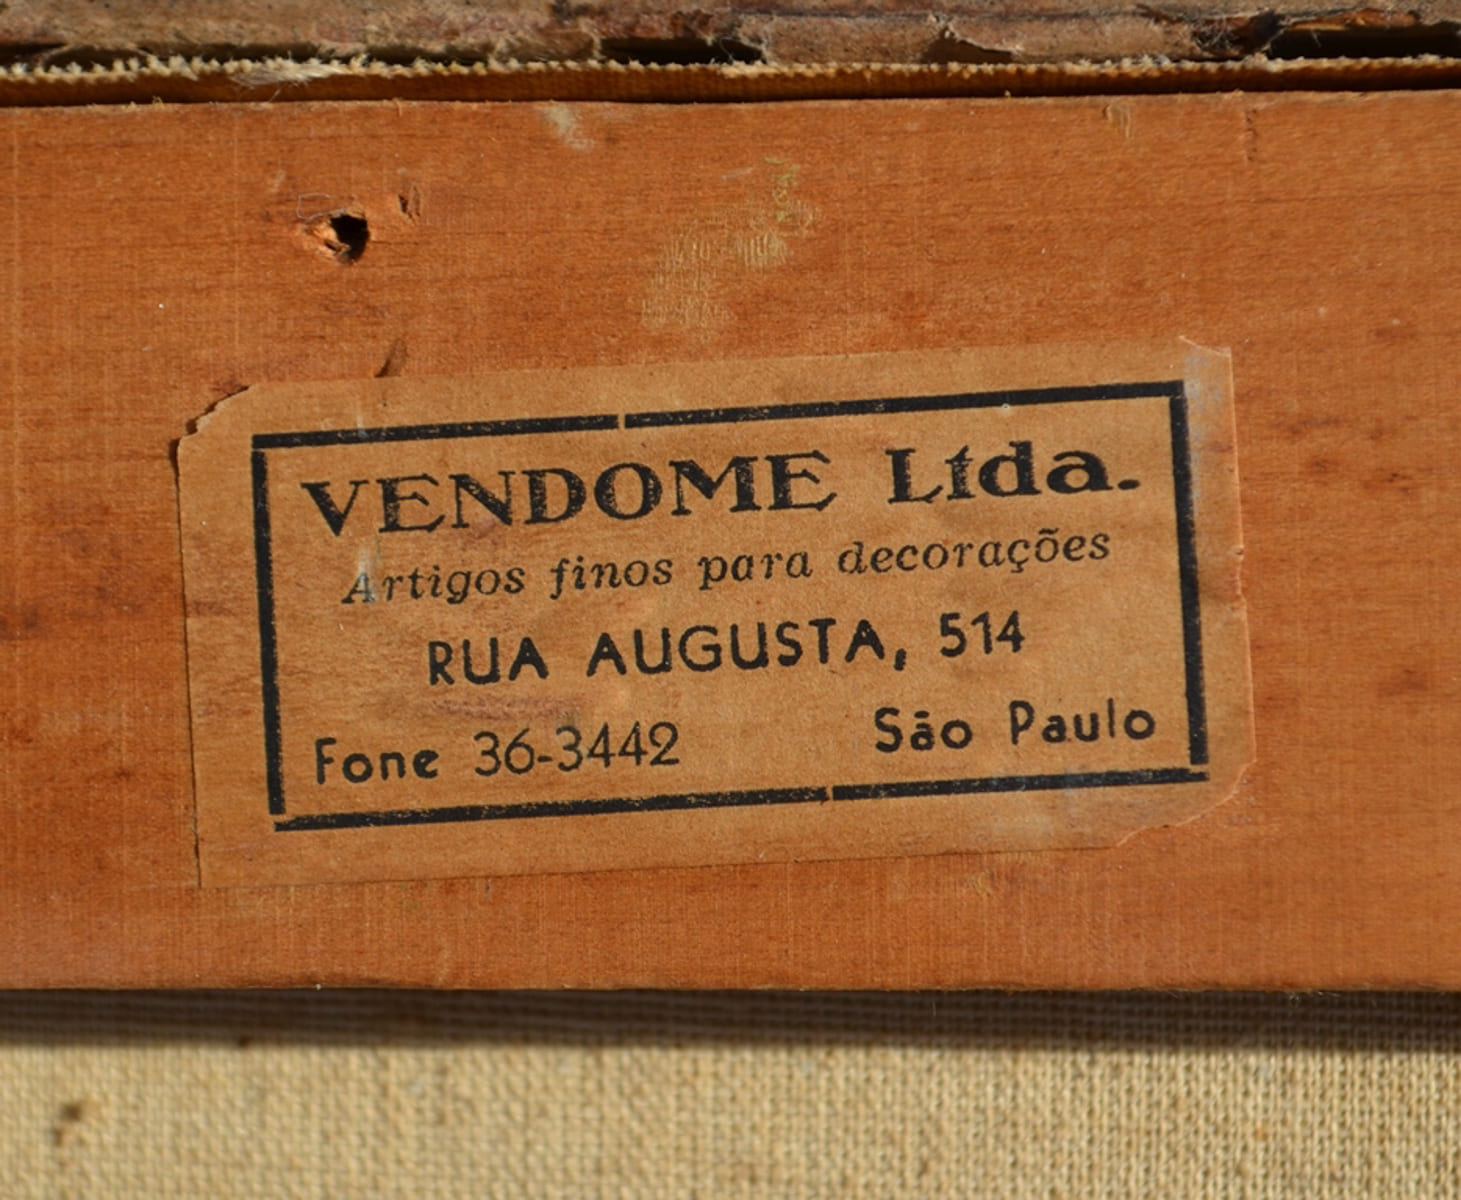 VENDOME Ltda.
Artigos finos para decorações
RUA AUGUSTA, 514
Fone 36-3442 São Paulo